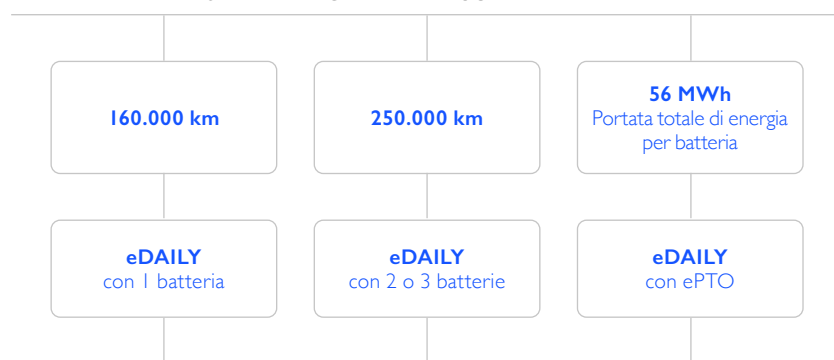 160.000 km
250.000 km
56 MWh
Portata totale di energia
per batteria
eDAILY
con 1 batteria
eDAILY
con 2 o 3 batterie
eDAILY
con ePTO